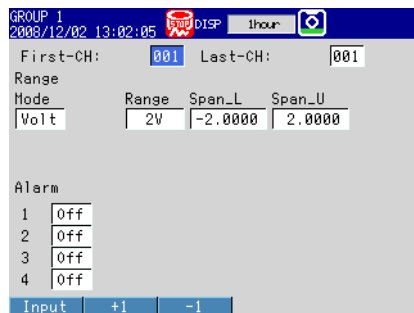 GROUP 1
2008/12/02 13:02:05 STOP DISP 1hour
First-CH: 001 Last-CH: 001
Range
Mode Range Span_L Span_U
Volt 2V -2.0000 2.0000
Alarm
1 Off
2 Off
3 Off
4 Off
Input +1 -1